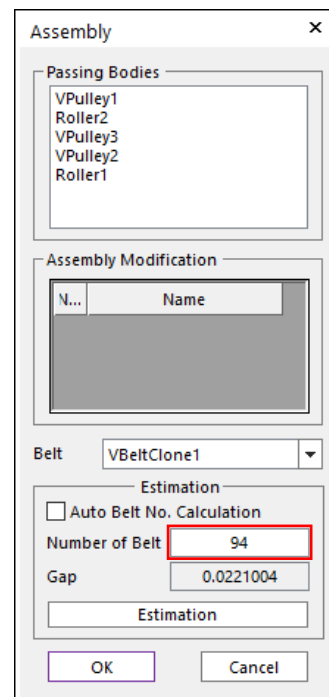 Assembly
×
Passing Bodies
VPulley1
Roller2
VPulley3
VPulley2
Roller1
Assembly Modification
N... Name
Belt VBeltClone1
Estimation
Auto Belt No. Calculation
Number of Belt 94
Gap 0.0221004
Estimation
OK Cancel